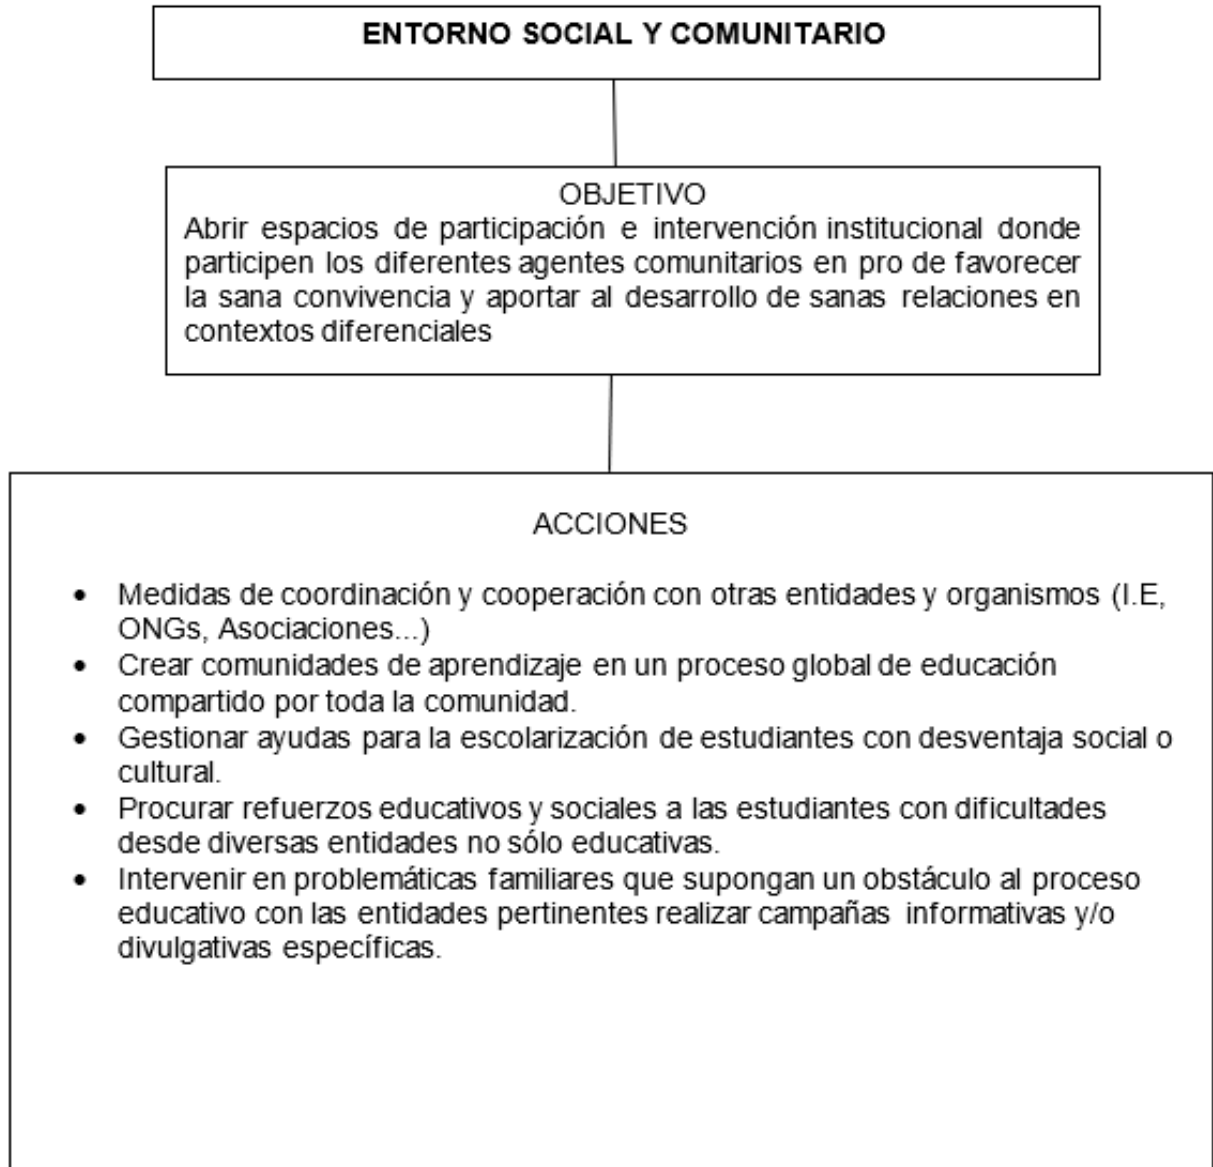 ENTORNO SOCIAL Y COMUNITARIO
OBJETIVO
Abrir espacios de participación e intervención institucional donde
participen los diferentes agentes comunitarios en pro de favorecer
la sana convivencia y aportar al desarrollo de sanas relaciones en
contextos diferenciales
ACCIONES
• Medidas de coordinación y cooperación con otras entidades y organismos (I.E,
ONGs, Asociaciones...)
• Crear comunidades de aprendizaje en un proceso global de educación
compartido por toda la comunidad.
• Gestionar ayudas para la escolarización de estudiantes con desventaja social o
cultural.
• Procurar refuerzos educativos y sociales a las estudiantes con dificultades
desde diversas entidades no sólo educativas.
• Intervenir en problemáticas familiares que supongan un obstáculo al proceso
educativo con las entidades pertinentes realizar campañas informativas y/o
divulgativas específicas.